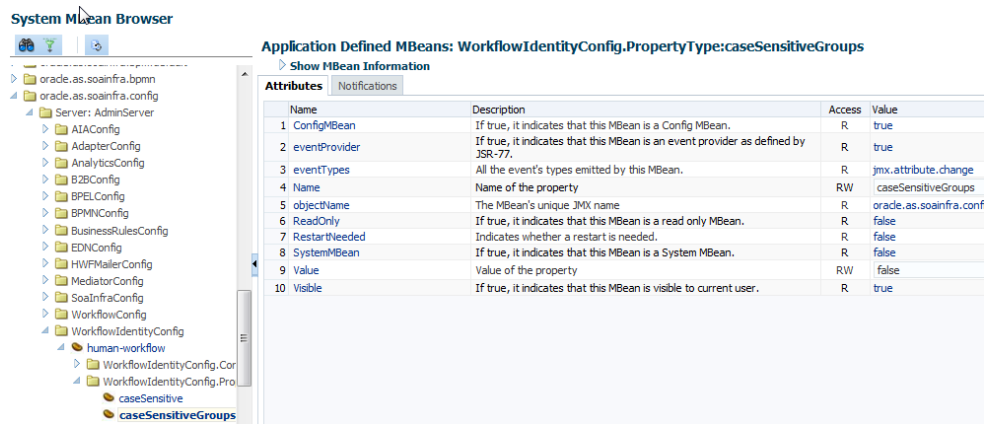 System MBean Browser
Application Defined MBeans: WorkflowIdentityConfig.PropertyType:caseSensitiveGroups
Show MBean Information
Attributes Notifications
oracle.as.soainfra.bpmn
oracle.as.soainfra.config
Server: AdminServer
AIAConfig
AdapterConfig
AnalyticsConfig
B2BConfig
BPELConfig
BPMNConfig
BusinessRulesConfig
EDNConfig
HWFMailerConfig
MediatorConfig
SoaInfraConfig
WorkflowConfig
WorkflowIdentityConfig
human-workflow
WorkflowIdentityConfig.Cor
WorkflowIdentityConfig.Pro
caseSensitive
caseSensitiveGroups
Name Description Access Value
1 ConfigMBean If true, it indicates that this MBean is a Config MBean. R true
2 eventProvider If true, it indicates that this MBean is an event provider as defined by JSR-77. R true
3 eventTypes All the event's types emitted by this MBean. R jmx.attribute.change
4 Name Name of the property RW caseSensitiveGroups
5 objectName The MBean's unique JMX name R oracle.as.soainfra.conf
6 ReadOnly If true, it indicates that this MBean is a read only MBean. R false
7 RestartNeeded Indicates whether a restart is needed. R false
8 SystemMBean If true, it indicates that this MBean is a System MBean. R false
9 Value Value of the property RW false
10 Visible If true, it indicates that this MBean is visible to current user. R true